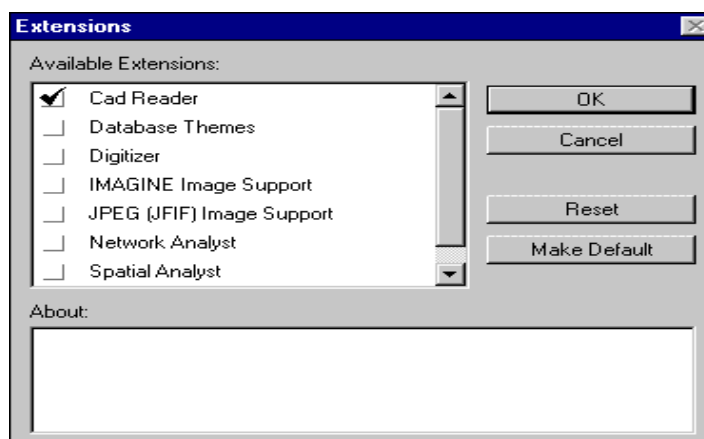 Extensions
Available Extensions:
Cad Reader
Database Themes
Digitizer
IMAGINE Image Support
JPEG (JFIF) Image Support
Network Analyst
Spatial Analyst
OK
Cancel
Reset
Make Default
About: